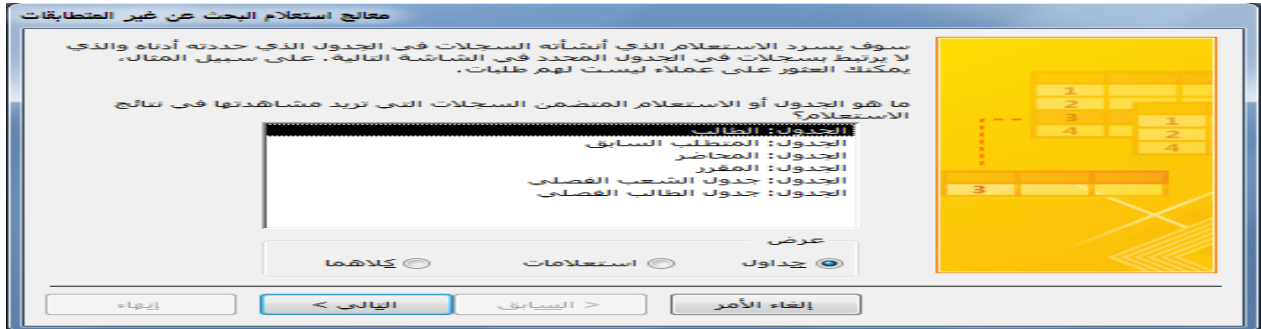 معالج استعلام البحث عن غير المتطابقات
سوف يسرد الاستعلام الذي أنشأته السجلات في الجدول الذي حددته أدناه والذي
لا يرتبط بسجلات في الجدول المحدد في الشاشة التالية. على سبيل المثال،
يمكنك العثور على عملاء ليست لهم طلبات.
ما هو الجدول أو الاستعلام المتضمن السجلات التي تريد مشاهدتها في نتائج
الاستعلام؟
الجدول: الطالب
الجدول: المتطلب السابق
الجدول: المحاضر
الجدول: المقرر
الجدول: جدول الشعب الفصلي
الجدول: جدول الطالب الفصلي
عرض
جداول استعلامات كلاهما
إلغاء الأمر < السابق التالي > إنهاء
1
2
3
4
1
2
4
3